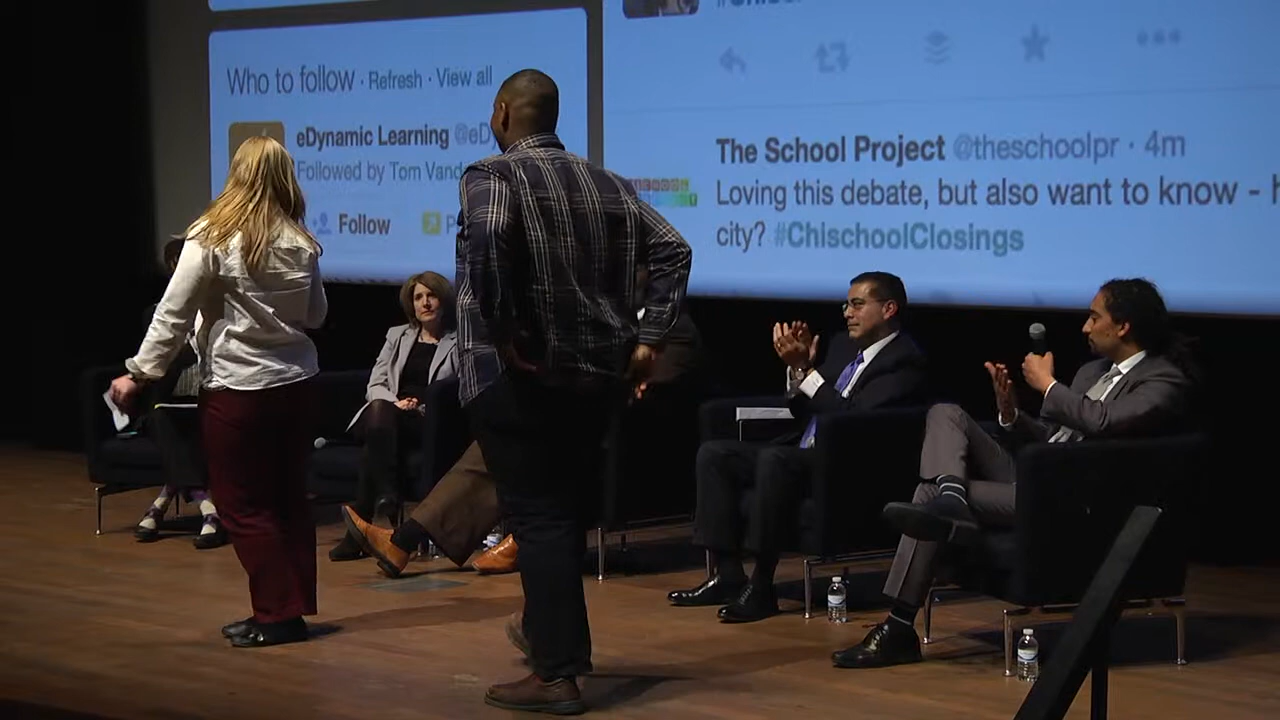 Who to follow · Refresh · View all
eDynamic Learning @eD
Followed by Tom Vand
Follow
The School Project @theschoolpr · 4m
Loving this debate, but also want to know - h
city? #ChischoolClosings